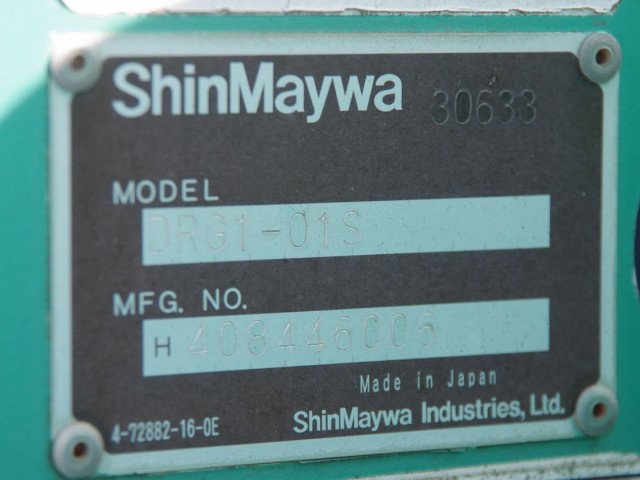 ShinMaywa 30633
MODEL
DRG1-01S
MFG. NO.
H 408446006
Made in Japan
4-72882-16-0E ShinMaywa Industries, Ltd.